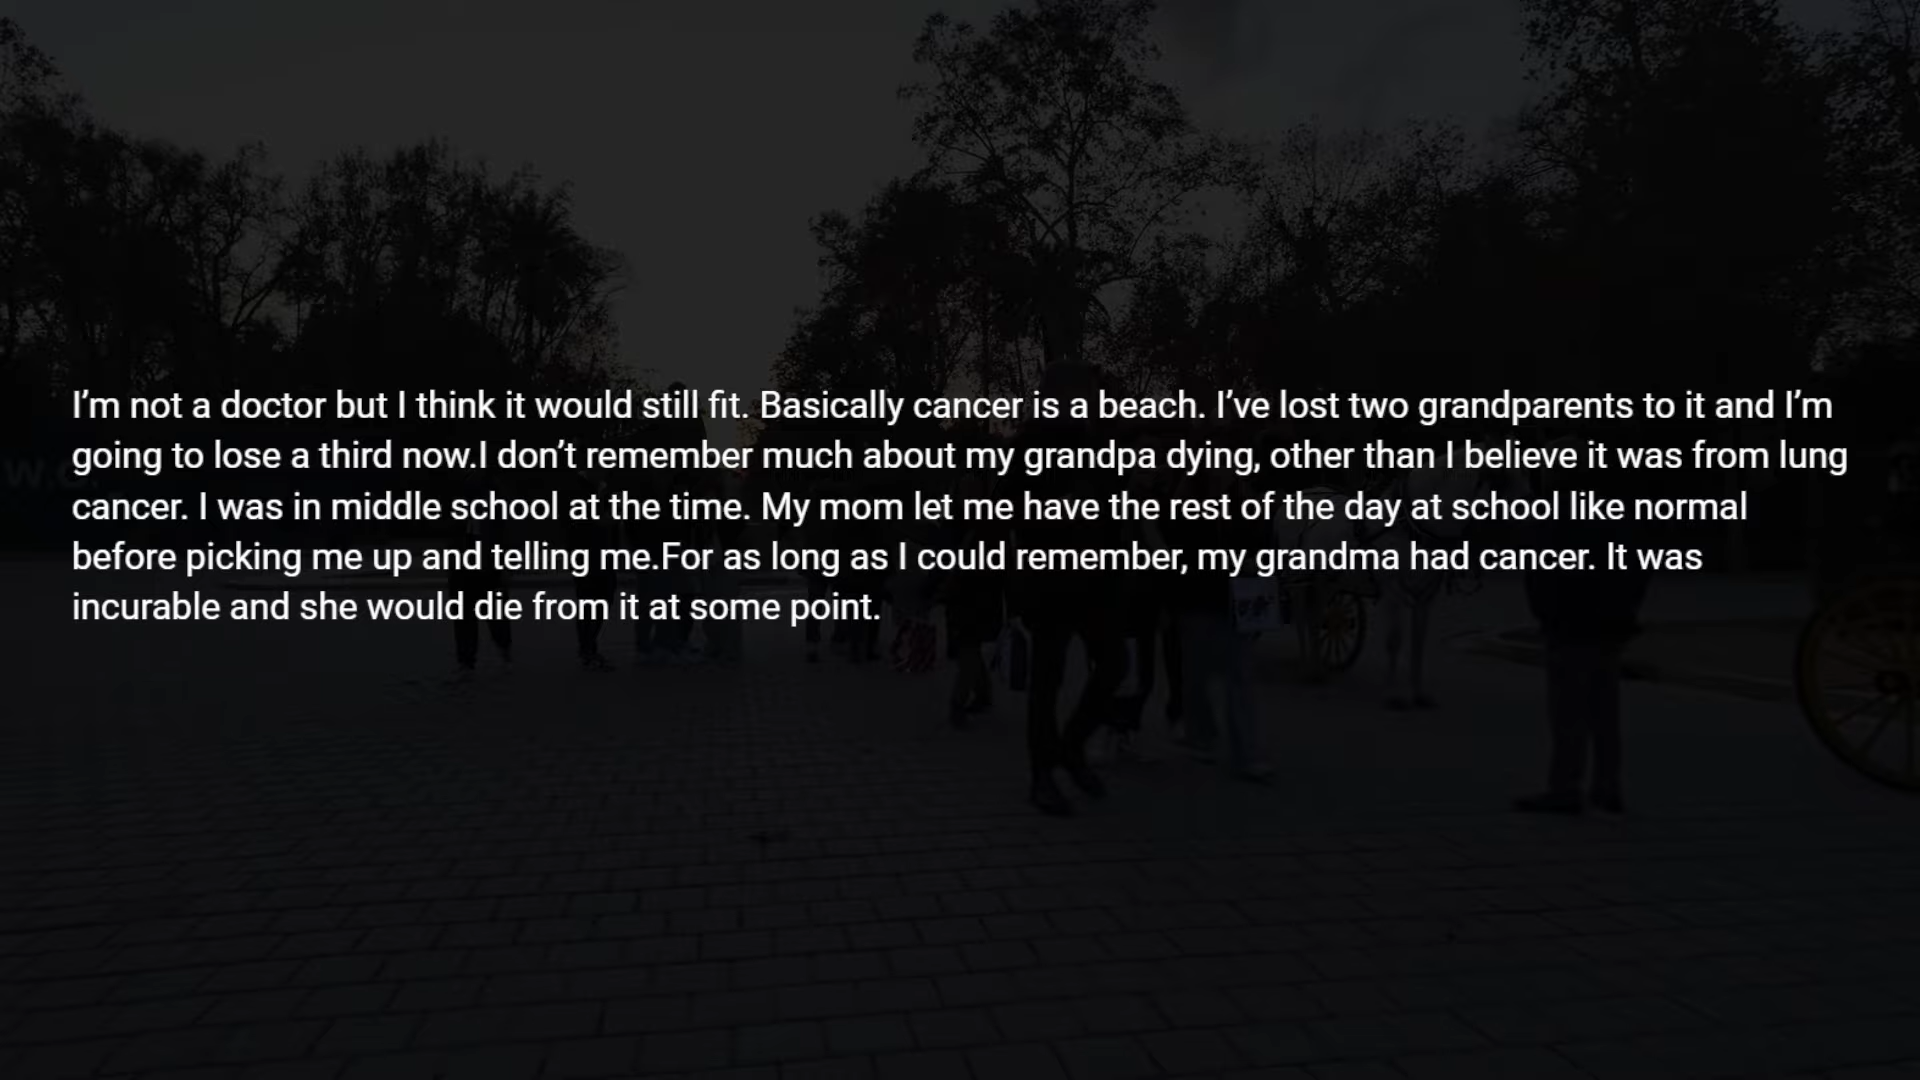 I’m not a doctor but I think it would still fit. Basically cancer is a beach. I’ve lost two grandparents to it and I’m
going to lose a third now.I don’t remember much about my grandpa dying, other than I believe it was from lung
cancer. I was in middle school at the time. My mom let me have the rest of the day at school like normal
before picking me up and telling me.For as long as I could remember, my grandma had cancer. It was
incurable and she would die from it at some point.